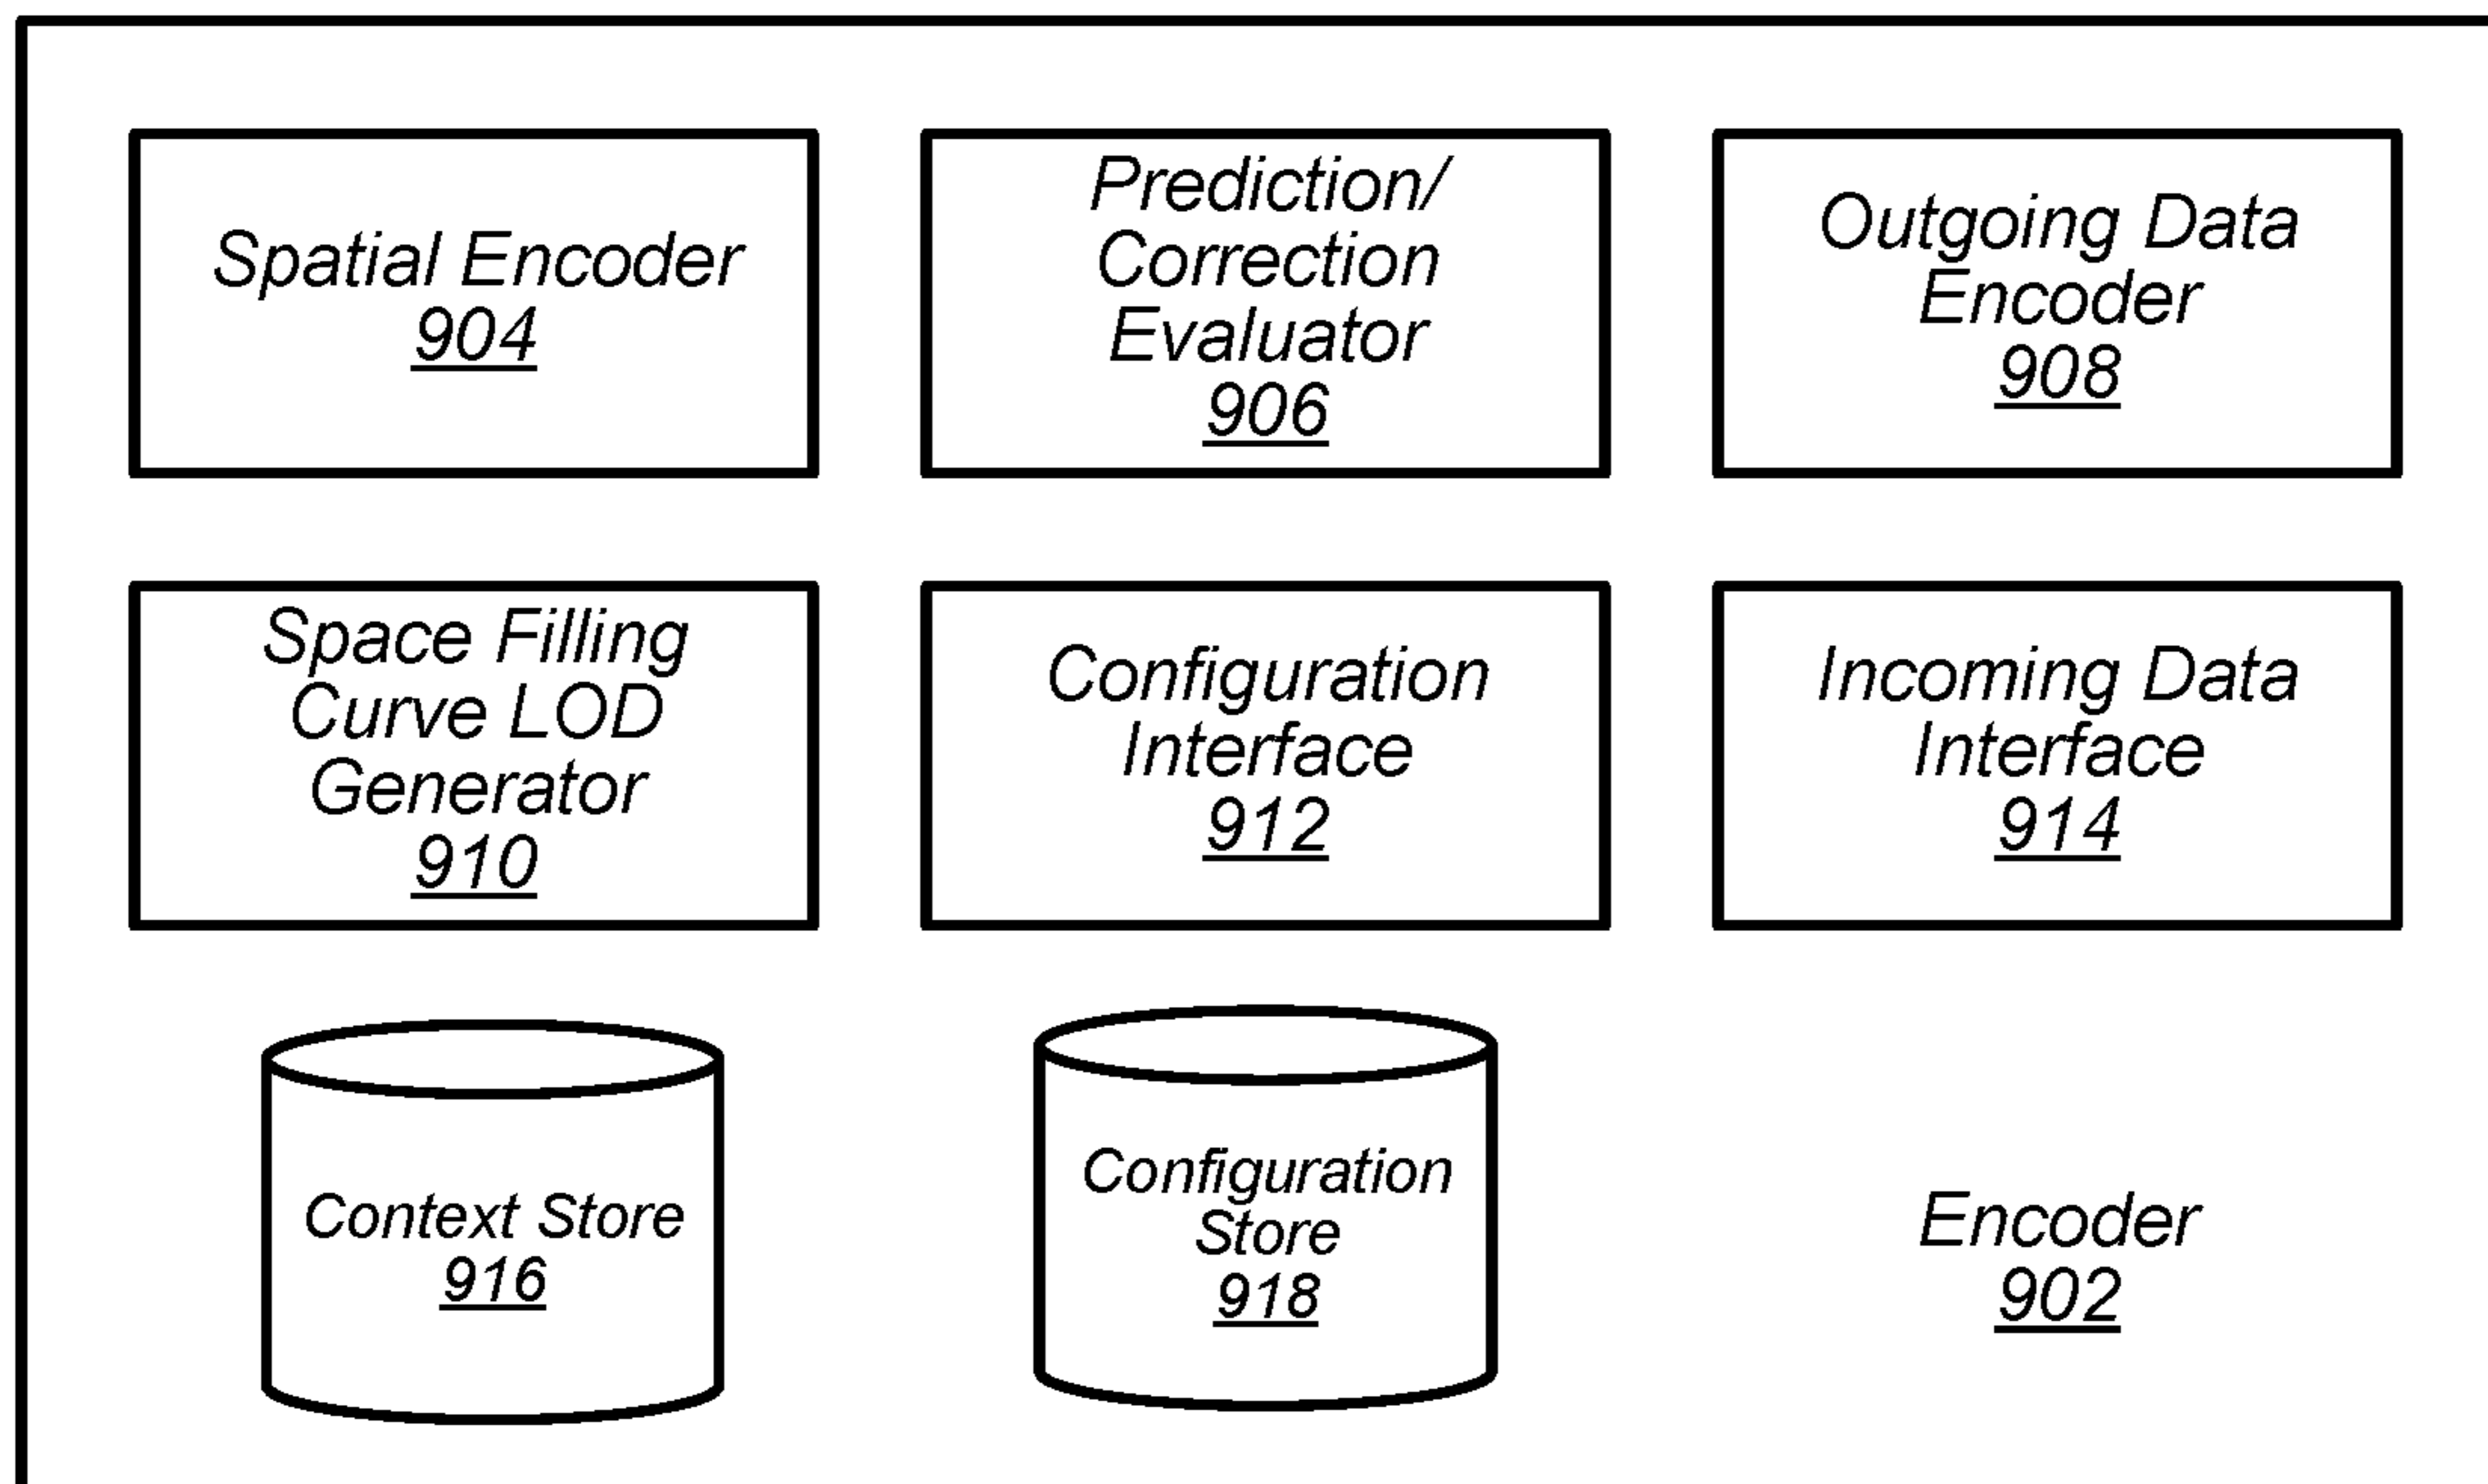 Spatial Encoder
904
Prediction/
Correction
Evaluator
906
Outgoing Data
Encoder
908
Space Filling
Curve LOD
Generator
910
Configuration
Interface
912
Incoming Data
Interface
914
Context Store
916
Configuration
Store
918
Encoder
902